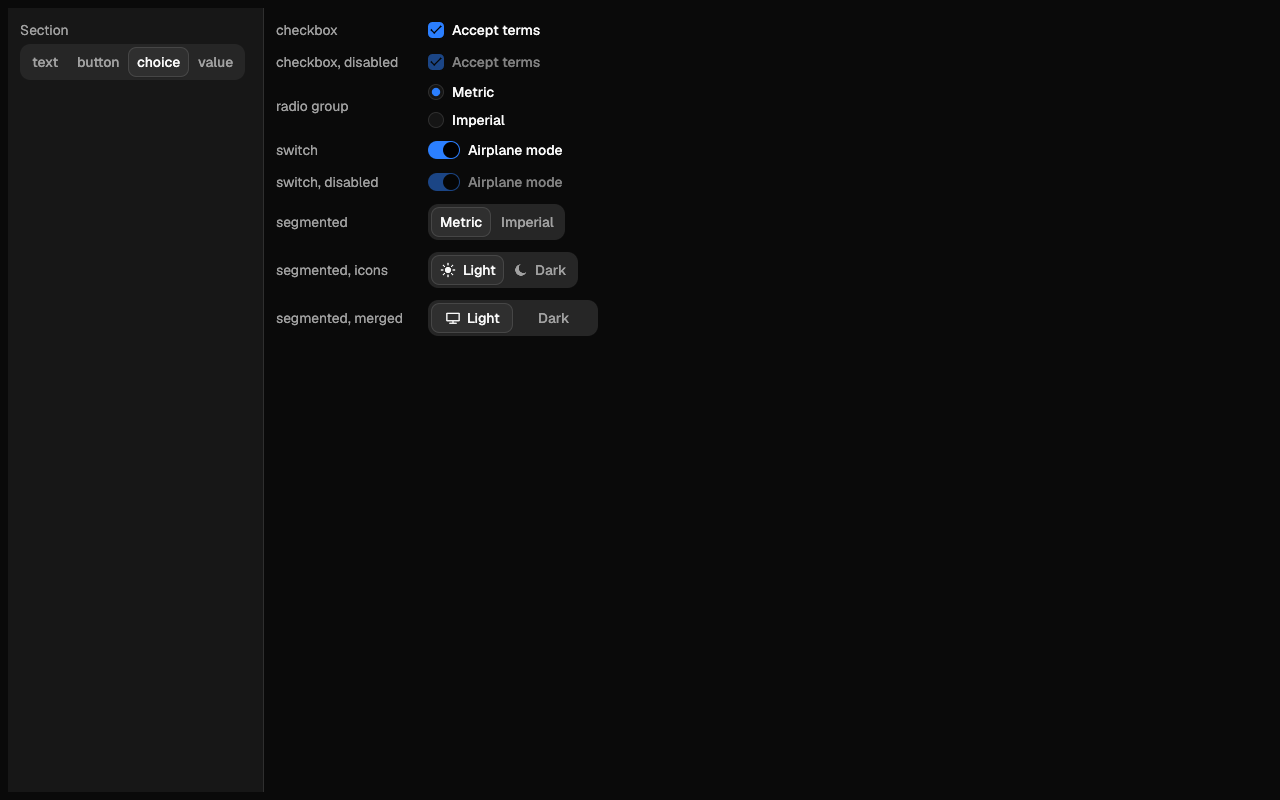 Section
text button choice value
checkbox Accept terms
checkbox, disabled Accept terms
radio group
Metric
Imperial
switch Airplane mode
switch, disabled Airplane mode
segmented Metric Imperial
segmented, icons Light Dark
segmented, merged Light Dark